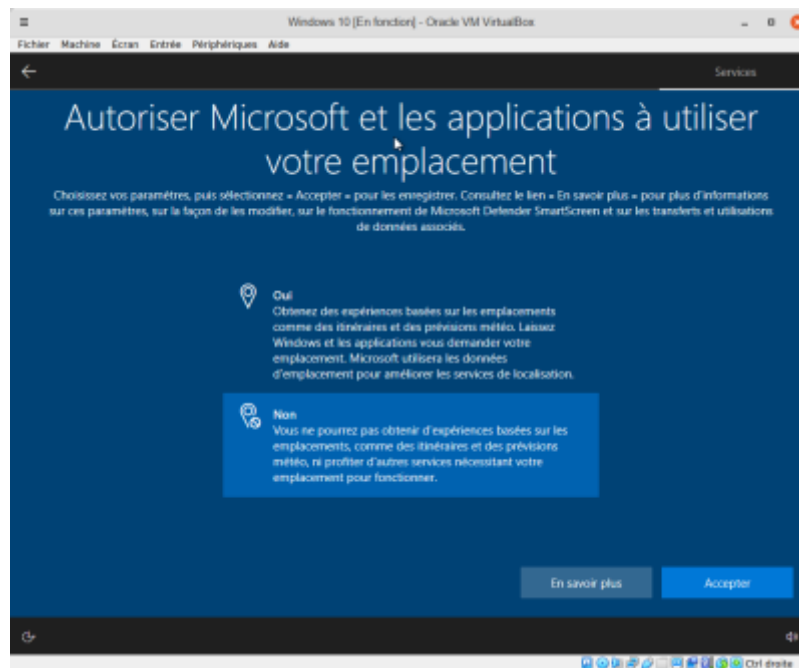 Windows 10 [En fonction] - Oracle VM VirtualBox
Fichier Machine Écran Entrée Périphériques Aide
Services
Autoriser Microsoft et les applications à utiliser
votre emplacement
Choisissez vos paramètres, puis sélectionnez « Accepter » pour les enregistrer. Consultez le lien « En savoir plus » pour plus d'informations
sur ces paramètres, sur la façon de les modifier, sur le fonctionnement de Microsoft Defender SmartScreen et sur les transferts et utilisations
de données associés.
Oui
Obtenez des expériences basées sur les emplacements
comme des itinéraires et des prévisions météo. Laissez
Windows et les applications vous demander votre
emplacement. Microsoft utilisera les données
d'emplacement pour améliorer les services de localisation.
Non
Vous ne pourrez pas obtenir d'expériences basées sur les
emplacements, comme des itinéraires et des prévisions
météo, ni profiter d'autres services nécessitant votre
emplacement pour fonctionner.
En savoir plus
Accepter
Ctrl droite